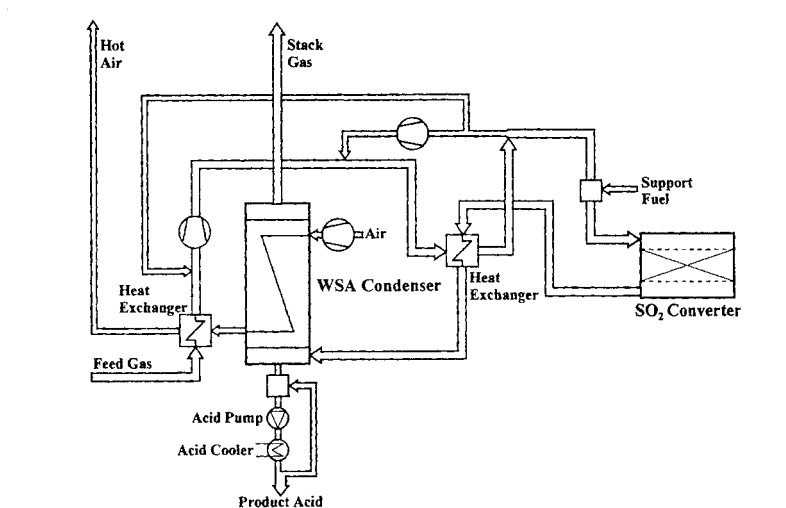 Hot
Air
Stack
Gas
Support
Fuel
Air
WSA Condenser
Heat
Exchanger
Heat
Exchanger
SO₂ Converter
Feed Gas
Acid Pump
Acid Cooler
Product Acid